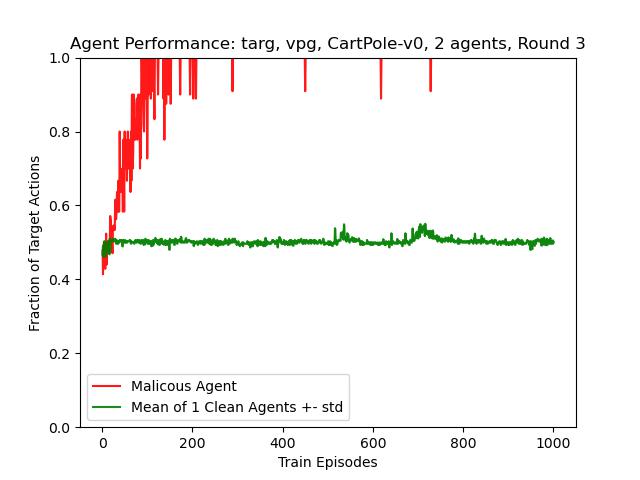 Agent Performance: targ, vpg, CartPole-v0, 2 agents, Round 3
1.0
0.8
0.6
0.4
0.2
0.0
Fraction of Target Actions
Malicous Agent
Mean of 1 Clean Agents +- std
0 200 400 600 800 1000
Train Episodes